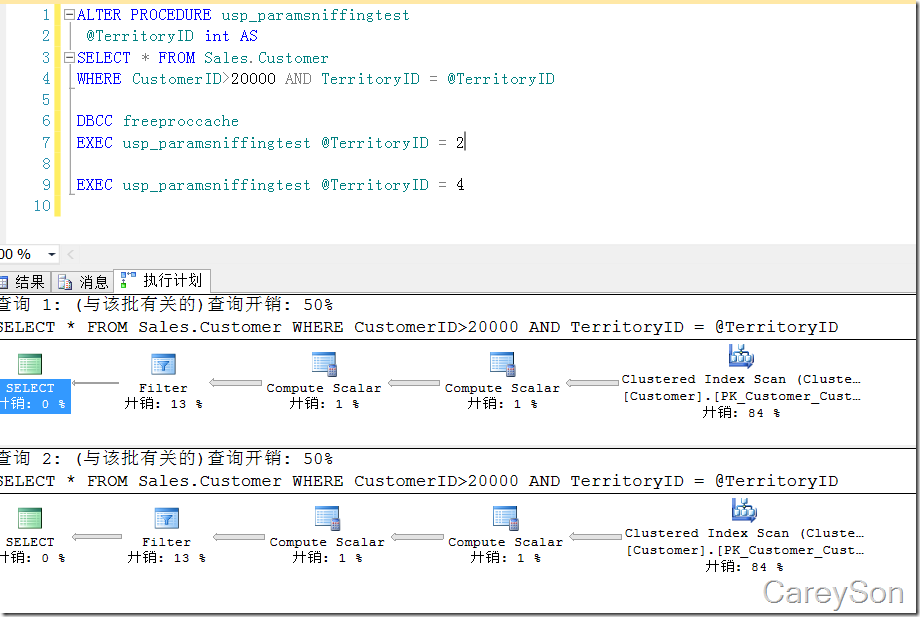 1 ALTER PROCEDURE usp_paramsniffingtest
2 @TerritoryID int AS
3 SELECT * FROM Sales.Customer
4 WHERE CustomerID>20000 AND TerritoryID = @TerritoryID
5
6 DBCC freeproccache
7 EXEC usp_paramsniffingtest @TerritoryID = 2
8
9 EXEC usp_paramsniffingtest @TerritoryID = 4
10
00 %
结果 消息 执行计划
查询 1: (与该批有关的)查询开销: 50%
SELECT * FROM Sales.Customer WHERE CustomerID>20000 AND TerritoryID = @TerritoryID
SELECT
开销: 0 %
Filter
开销: 13 %
Compute Scalar
开销: 1 %
Compute Scalar
开销: 1 %
Clustered Index Scan (Cluste…
[Customer].[PK_Customer_Cust…
开销: 84 %
查询 2: (与该批有关的)查询开销: 50%
SELECT * FROM Sales.Customer WHERE CustomerID>20000 AND TerritoryID = @TerritoryID
SELECT
开销: 0 %
Filter
开销: 13 %
Compute Scalar
开销: 1 %
Compute Scalar
开销: 1 %
Clustered Index Scan (Cluste…
[Customer].[PK_Customer_Cust…
开销: 84 %
CareySon